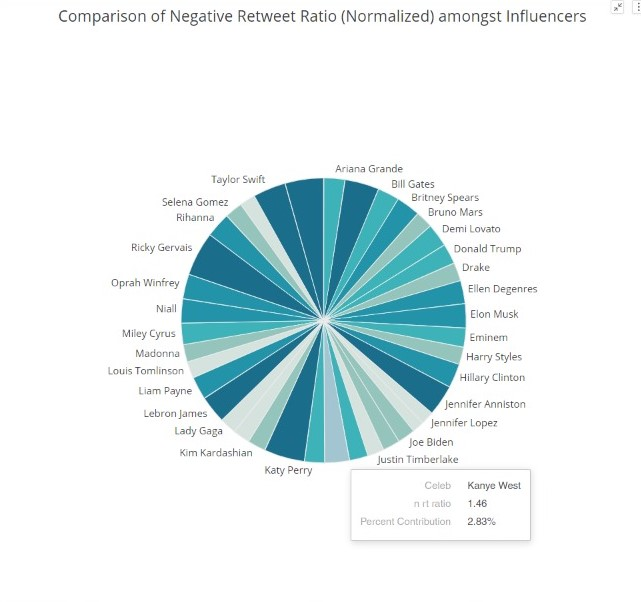 Comparison of Negative Retweet Ratio (Normalized) amongst Influencers
Ariana Grande
Bill Gates
Britney Spears
Bruno Mars
Demi Lovato
Donald Trump
Drake
Ellen Degenres
Elon Musk
Eminem
Harry Styles
Hillary Clinton
Jennifer Anniston
Jennifer Lopez
Joe Biden
Justin Timberlake
Katy Perry
Kim Kardashian
Lady Gaga
Lebron James
Liam Payne
Louis Tomlinson
Madonna
Miley Cyrus
Niall
Oprah Winfrey
Ricky Gervais
Rihanna
Selena Gomez
Taylor Swift
Celeb Kanye West
n rt ratio 1.46
Percent Contribution 2.83%